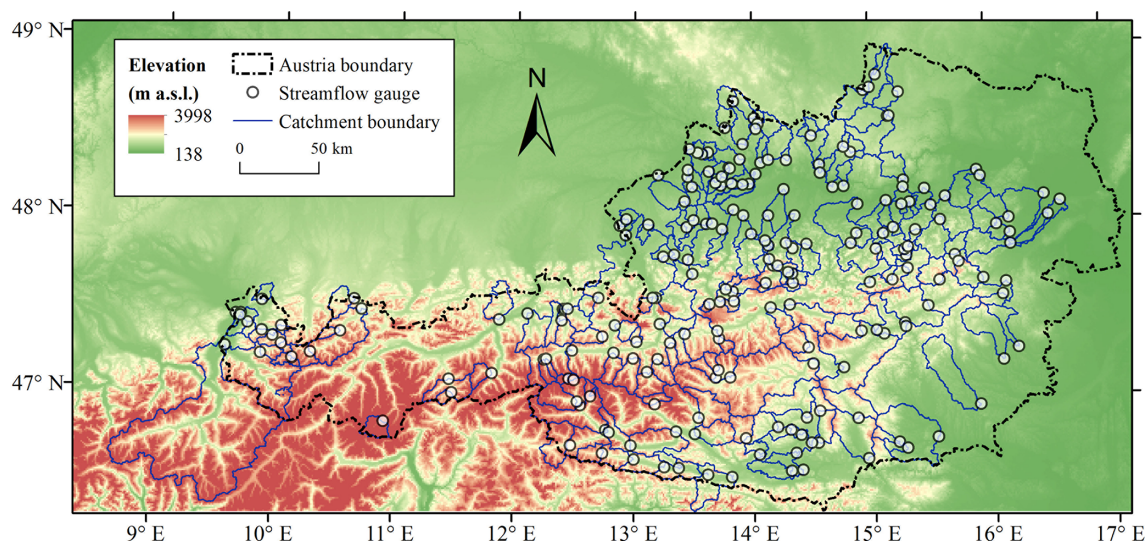 49° N
48° N
47° N
Elevation
(m a.s.l.)
3998
138
Austria boundary
Streamflow gauge
Catchment boundary
0 50 km
N
9° E 10° E 11° E 12° E 13° E 14° E 15° E 16° E 17° E